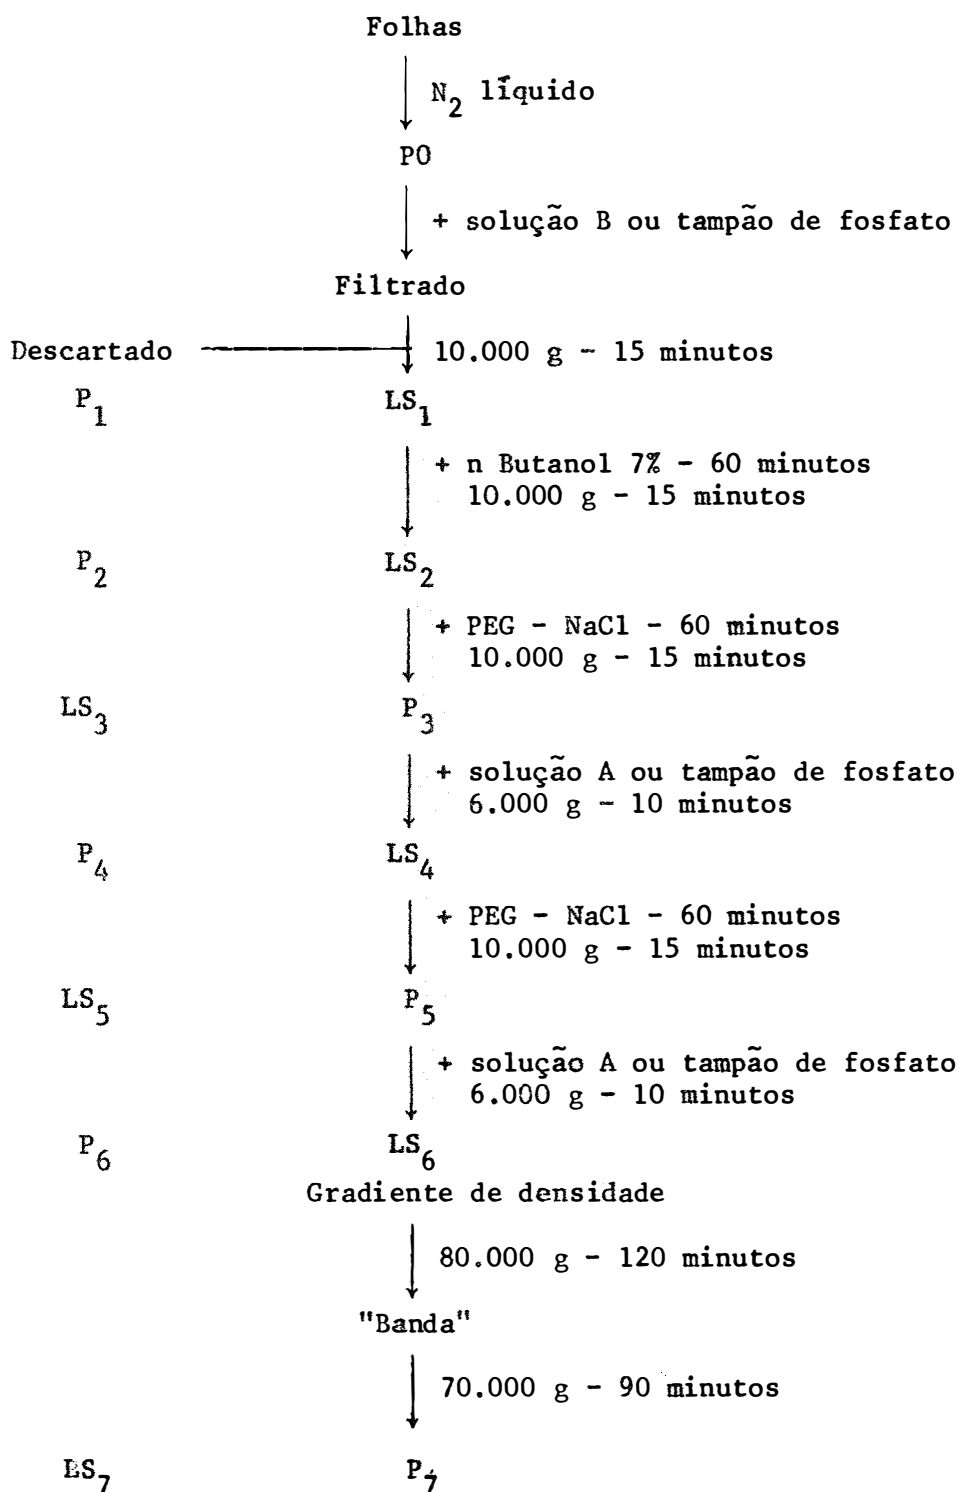 Folhas
N2 líquido
PO
+ solução B ou tampão de fosfato
Filtrado
Descartado 10.000 g - 15 minutos
P1 LS1
+ n Butanol 7% - 60 minutos
10.000 g - 15 minutos
P2 LS2
+ PEG - NaCl - 60 minutos
10.000 g - 15 minutos
LS3 P3
+ solução A ou tampão de fosfato
6.000 g - 10 minutos
P4 LS4
+ PEG - NaCl - 60 minutos
10.000 g - 15 minutos
LS5 P5
+ solução A ou tampão de fosfato
6.000 g - 10 minutos
P6 LS6
Gradiente de densidade
80.000 g - 120 minutos
"Banda"
70.000 g - 90 minutos
LS7 P7